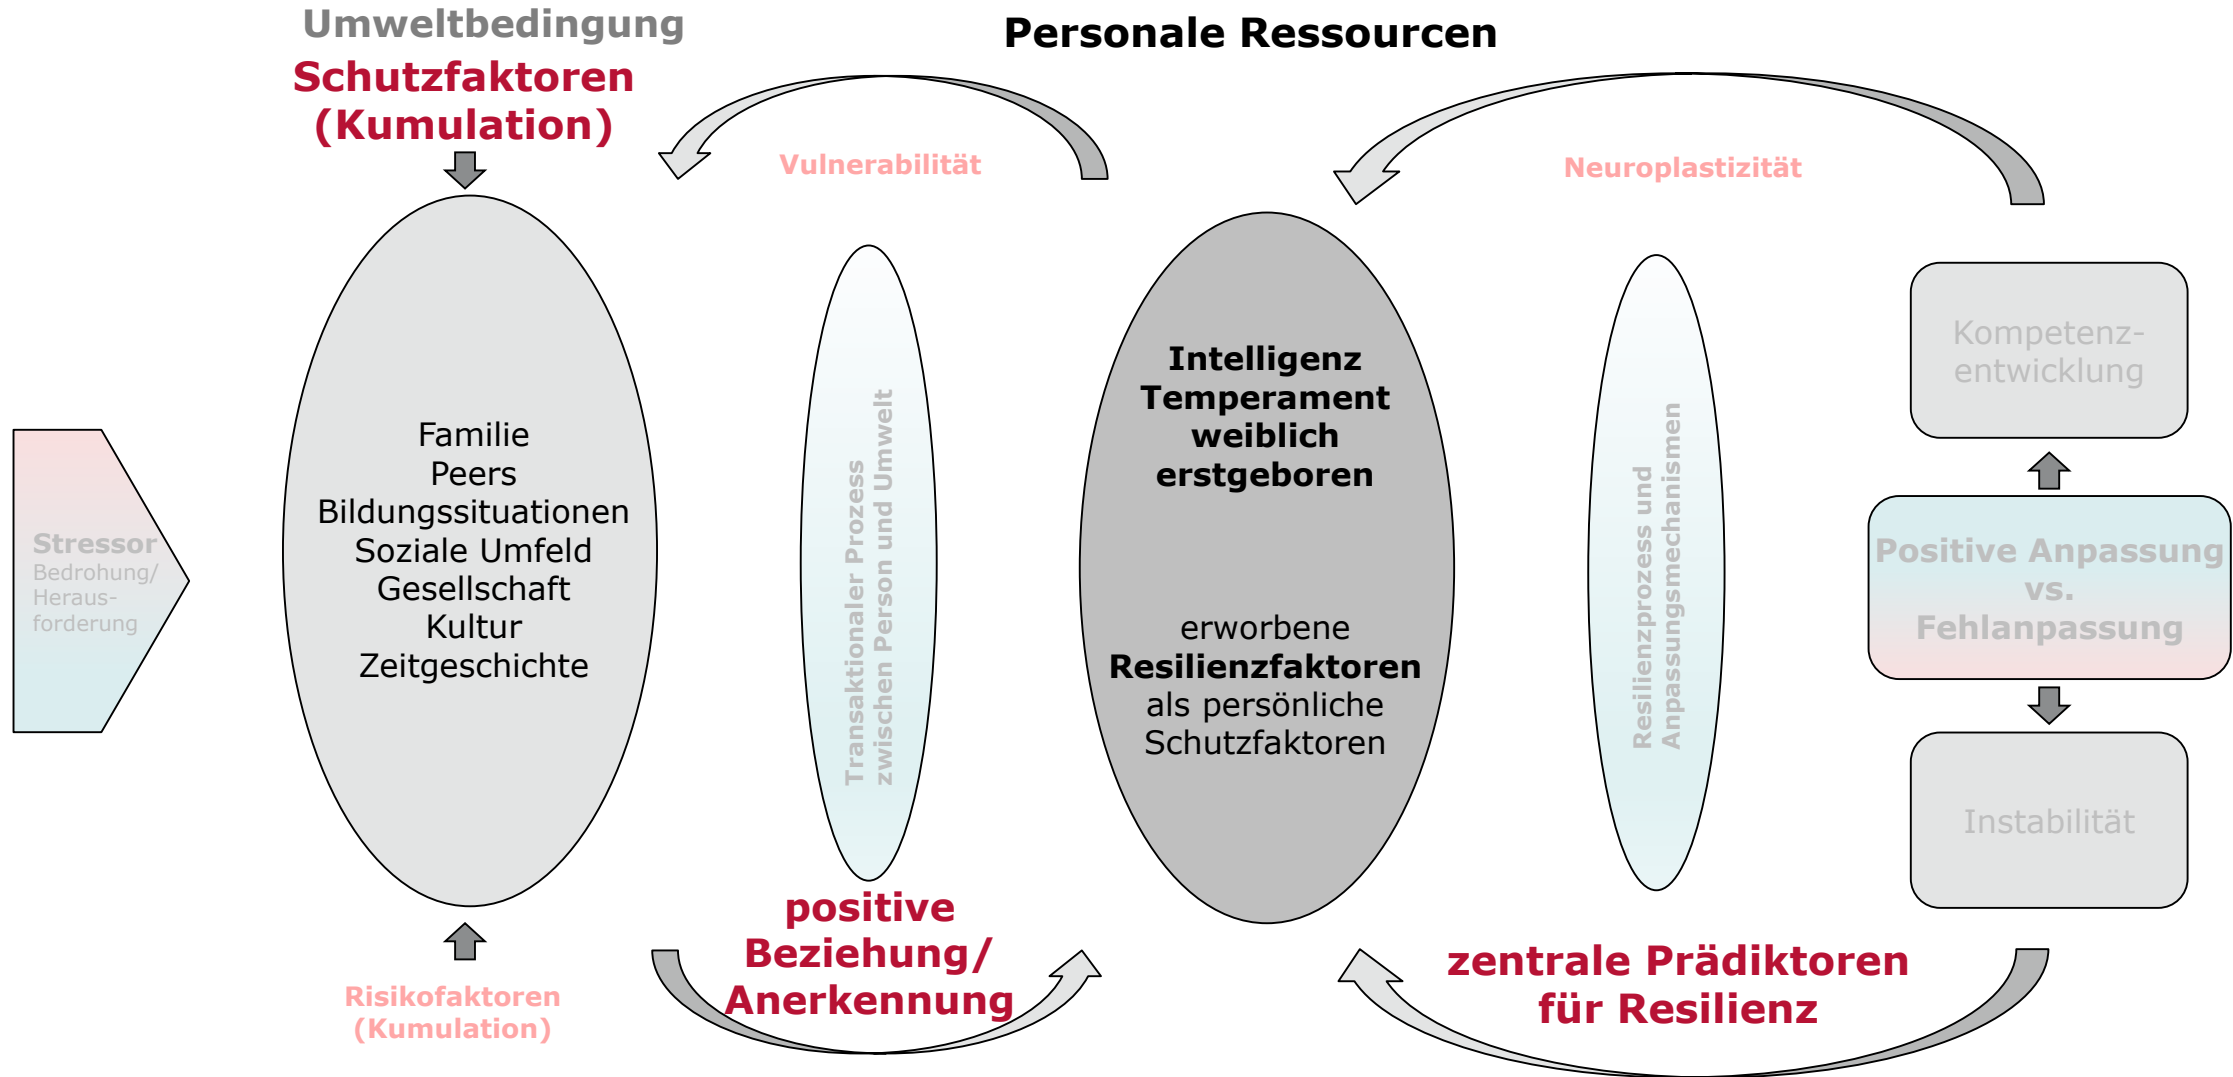 Umweltbedingung
Schutzfaktoren
(Kumulation)
Personale Ressourcen
Vulnerabilität
Neuroplastizität
Stressor
Bedrohung/
Heraus-
forderung
Familie
Peers
Bildungssituationen
Soziale Umfeld
Gesellschaft
Kultur
Zeitgeschichte
Transaktionaler Prozess
zwischen Person und Umwelt
Intelligenz
Temperament
weiblich
erstgeboren
erworbene
Resilienzfaktoren
als persönliche
Schutzfaktoren
Resilienzprozess und
Anpassungsmechanismen
Kompetenz-
entwicklung
Positive Anpassung
vs.
Fehlanpassung
Instabilität
Risikofaktoren
(Kumulation)
positive
Beziehung/
Anerkennung
zentrale Prädiktoren
für Resilienz